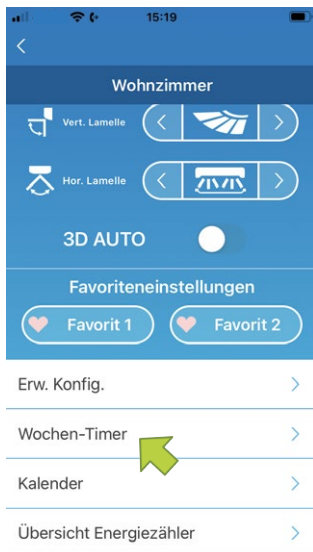 15:19
Wohnzimmer
Vert. Lamelle
Hor. Lamelle
3D AUTO
Favoriteneinstellungen
Favorit 1 Favorit 2
Erw. Konfig.
Wochen-Timer
Kalender
Übersicht Energiezähler